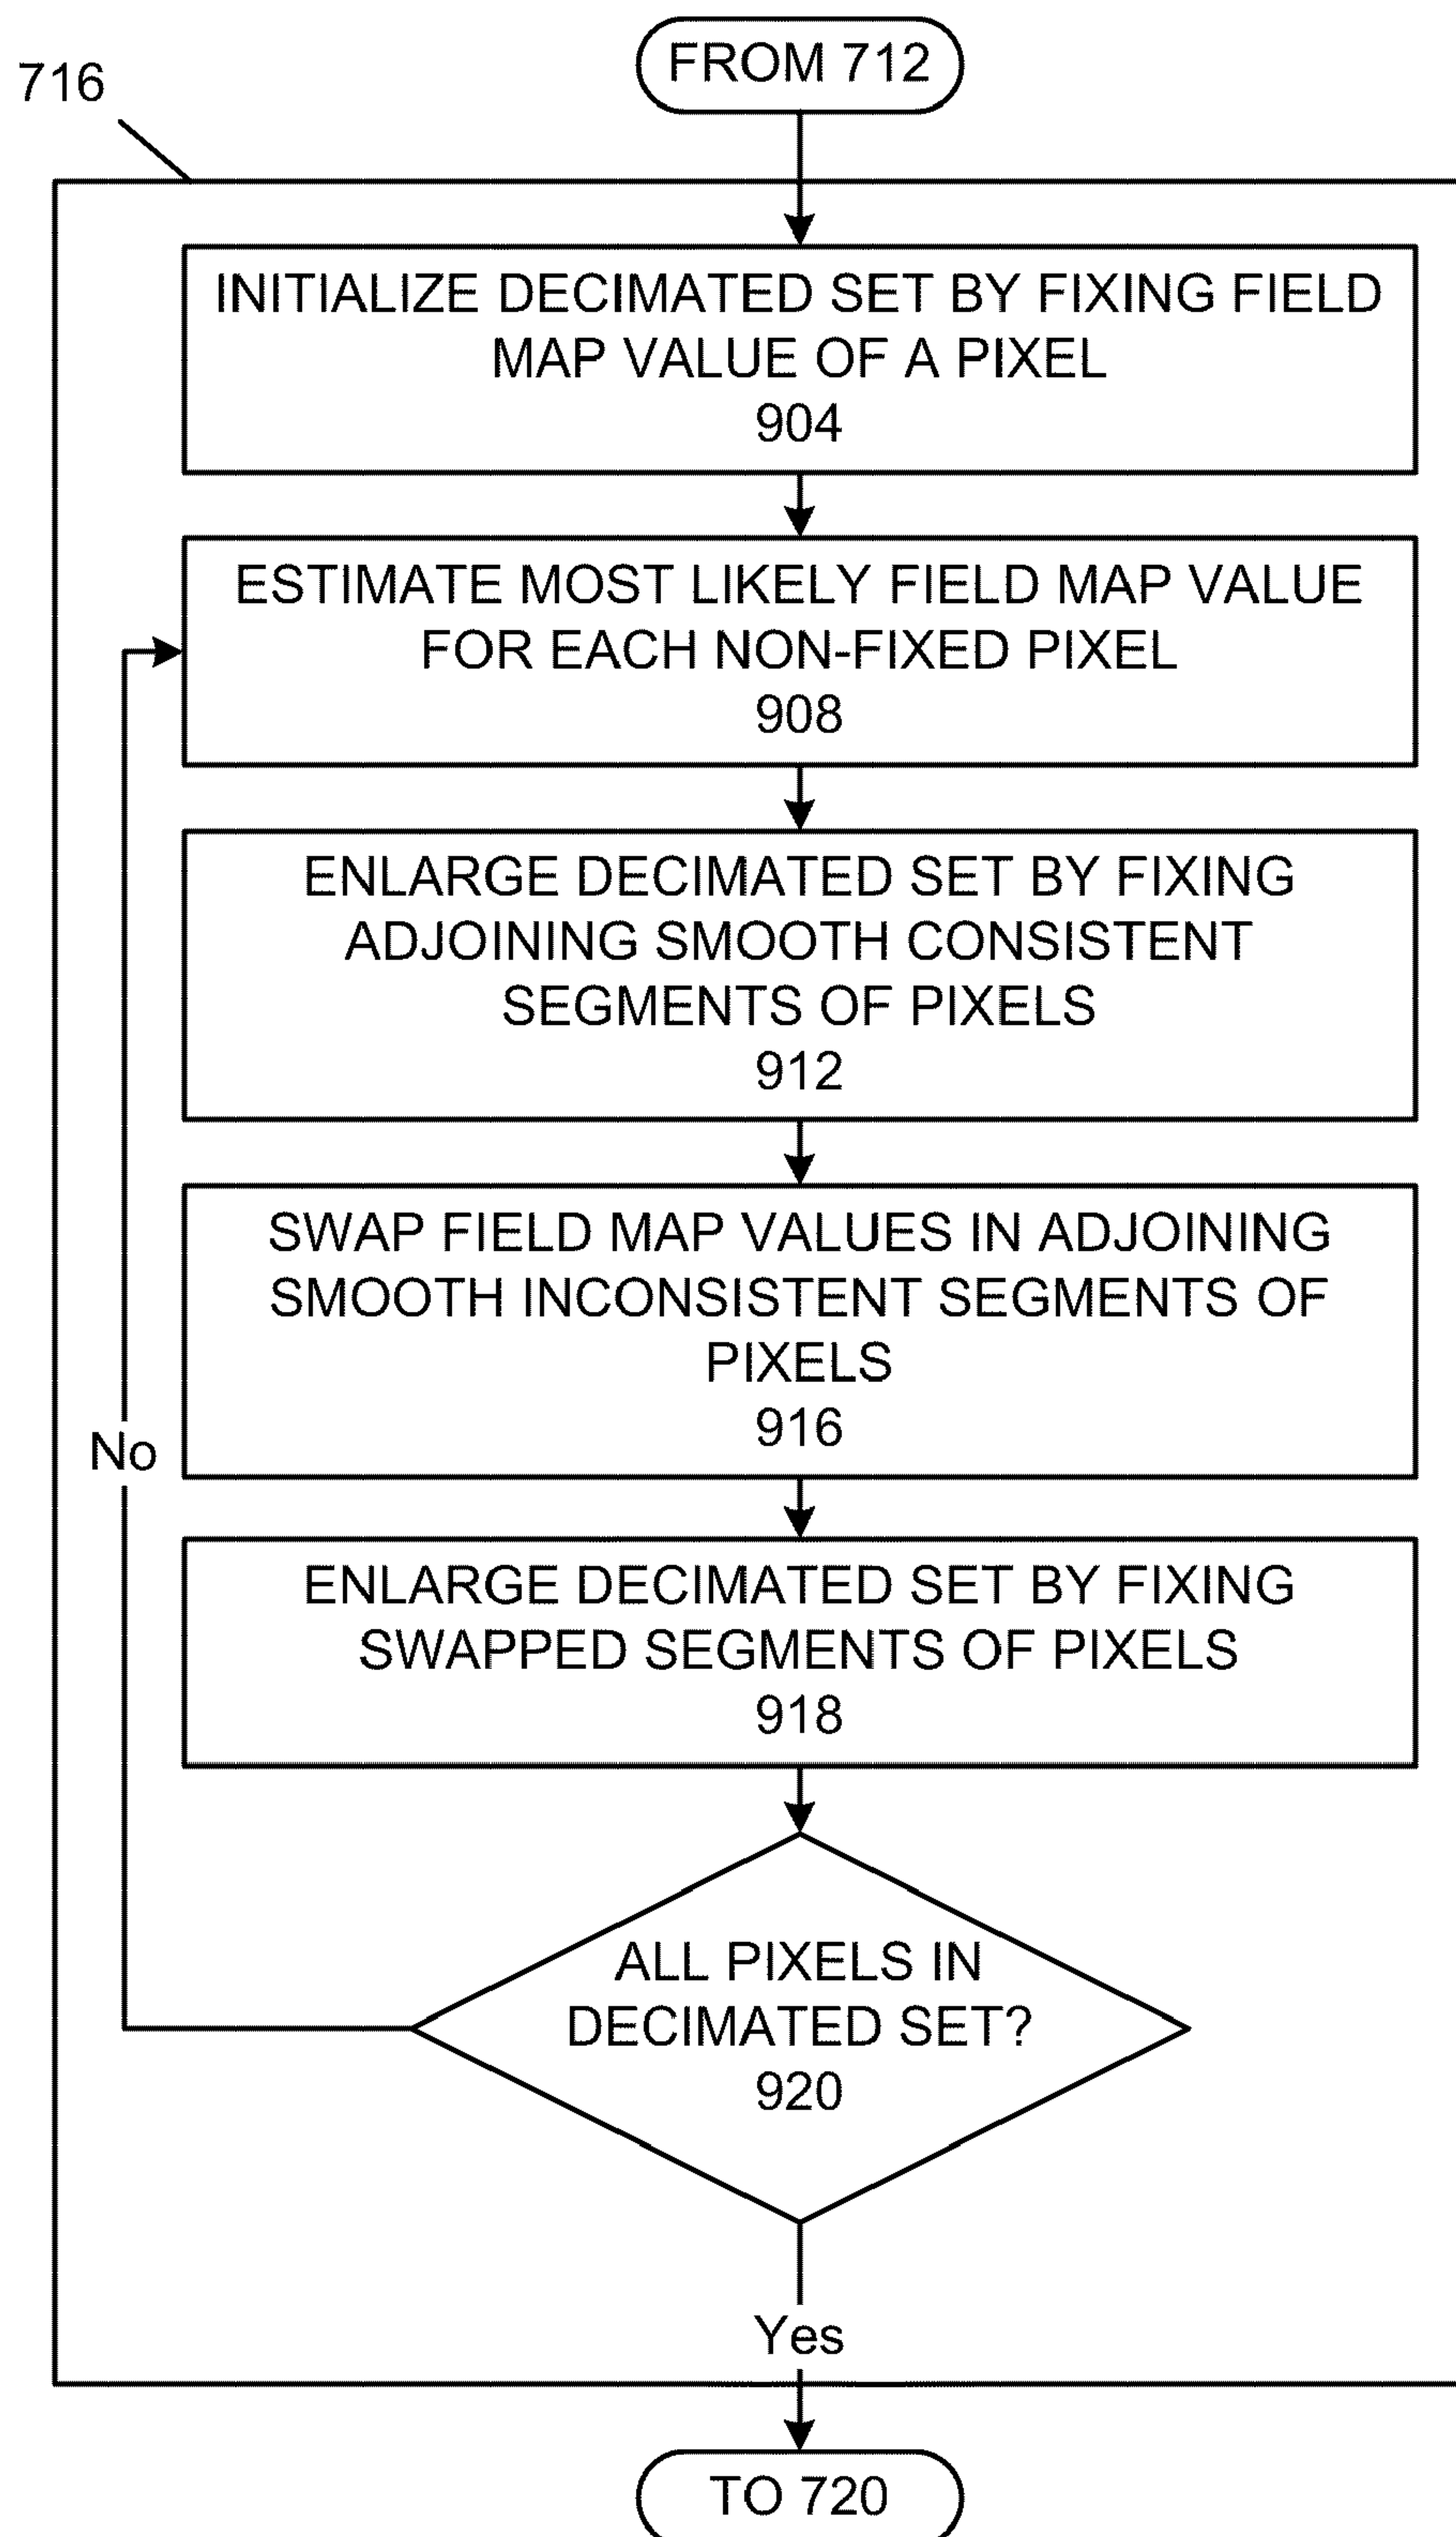 FROM 712
716
INITIALIZE DECIMATED SET BY FIXING FIELD
MAP VALUE OF A PIXEL
904
ESTIMATE MOST LIKELY FIELD MAP VALUE
FOR EACH NON-FIXED PIXEL
908
ENLARGE DECIMATED SET BY FIXING
ADJOINING SMOOTH CONSISTENT
SEGMENTS OF PIXELS
912
SWAP FIELD MAP VALUES IN ADJOINING
SMOOTH INCONSISTENT SEGMENTS OF
PIXELS
916
No
ENLARGE DECIMATED SET BY FIXING
SWAPPED SEGMENTS OF PIXELS
918
ALL PIXELS IN
DECIMATED SET?
920
Yes
TO 720